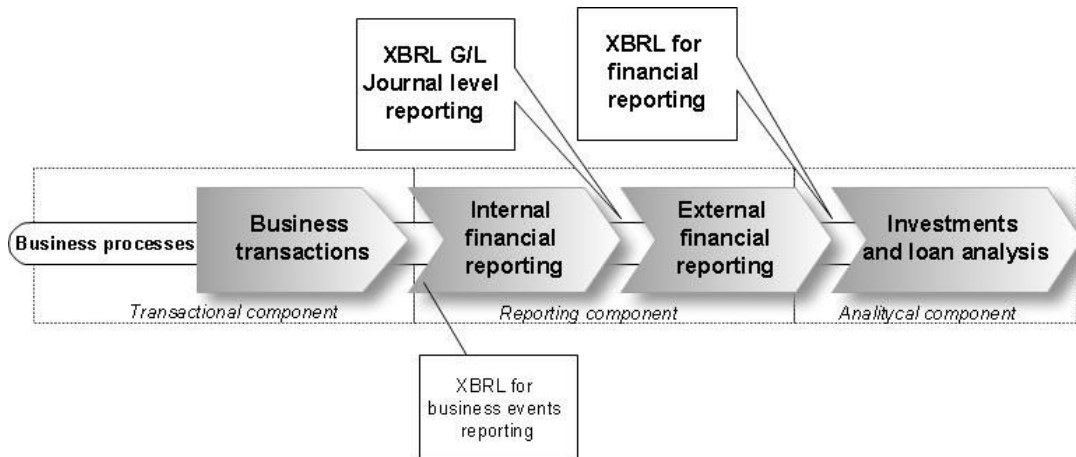 XBRL G/L
Journal level
reporting
XBRL for
financial
reporting
Business processes
Business
transactions
Internal
financial
reporting
External
financial
reporting
Investments
and loan analysis
Transactional component
Reporting component
Analitycal component
XBRL for
business events
reporting